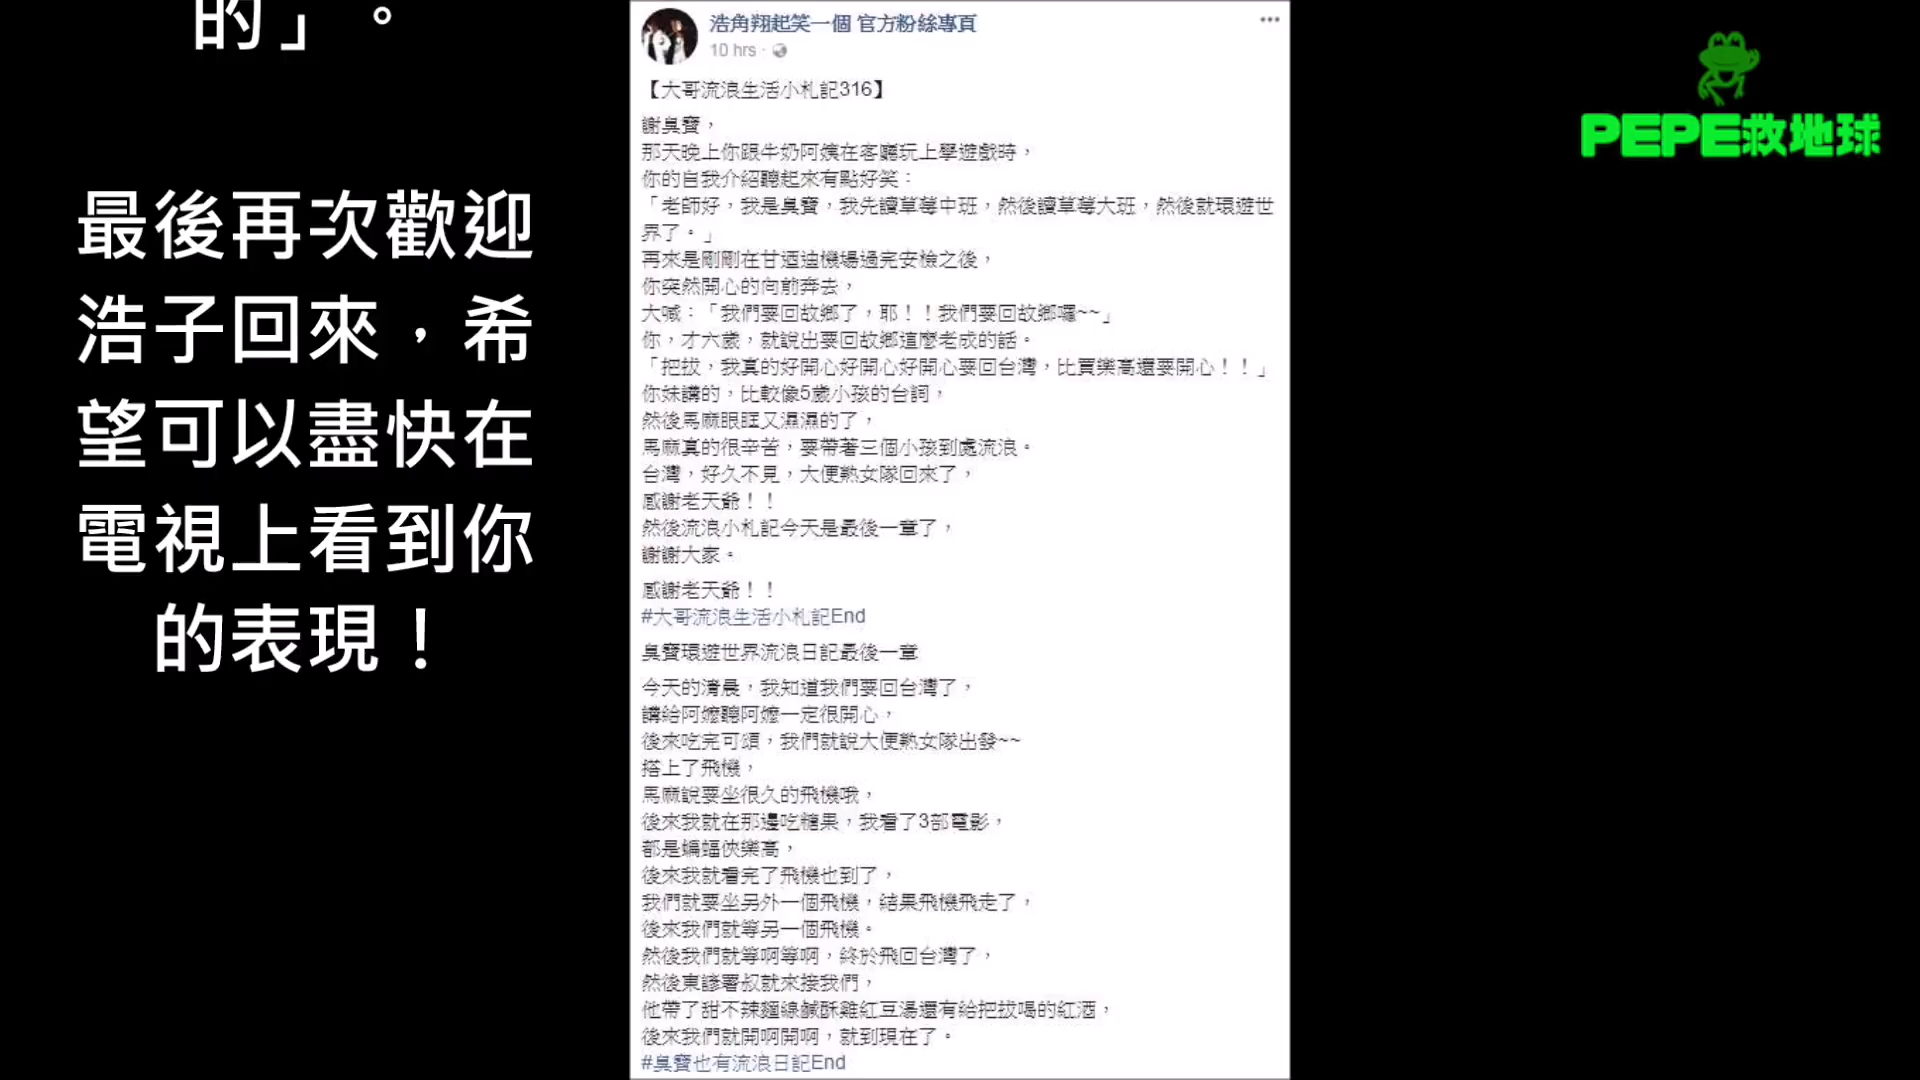 的」。
最後再次歡迎
浩子回來，希
望可以盡快在
電視上看到你
的表現！
浩角翔起笑一個 官方粉絲專頁
10 hrs ·
【大哥流浪生活小札記316】
謝臭寶，
那天晚上你跟牛奶阿姨在客廳玩上學遊戲時，
你的自我介紹聽起來有點好笑：
「老師好，我是臭寶，我先讀草莓中班，然後讀草莓大班，然後就環遊世
界了。」
再來是剛剛在甘迺迪機場過完安檢之後，
你突然開心的向前奔去，
大喊：「我們要回故鄉了，耶！！我們要回故鄉囉~~」
你，才六歲，就說出要回故鄉這麼老成的話。
「把拔，我真的好開心好開心好開心要回台灣，比買樂高還要開心！！」
你妹講的，比較像5歲小孩的台詞，
然後馬麻眼眶又濕濕的了，
馬麻真的很辛苦，要帶著三個小孩到處流浪。
台灣，好久不見，大便熟女隊回來了，
感謝老天爺！！
然後流浪小札記今天是最後一章了，
謝謝大家。
感謝老天爺！！
#大哥流浪生活小札記End
臭寶環遊世界流浪日記最後一章
今天的清晨，我知道我們要回台灣了，
講給阿嬤聽阿嬤一定很開心，
後來吃完可頌，我們就說大便熟女隊出發~~
搭上了飛機，
馬麻說要坐很久的飛機哦，
後來我就在那邊吃糖果，我看了3部電影，
都是蝙蝠俠樂高，
後來我就看完了飛機也到了，
我們就要坐另外一個飛機，結果飛機飛走了，
後來我們就等另一個飛機。
然後我們就等啊等啊，終於飛回台灣了，
然後東諺署叔就來接我們，
他帶了甜不辣麵線鹹酥雞紅豆湯還有給把拔喝的紅酒，
後來我們就開啊開啊，就到現在了。
#臭寶也有流浪日記End
PEPE救地球